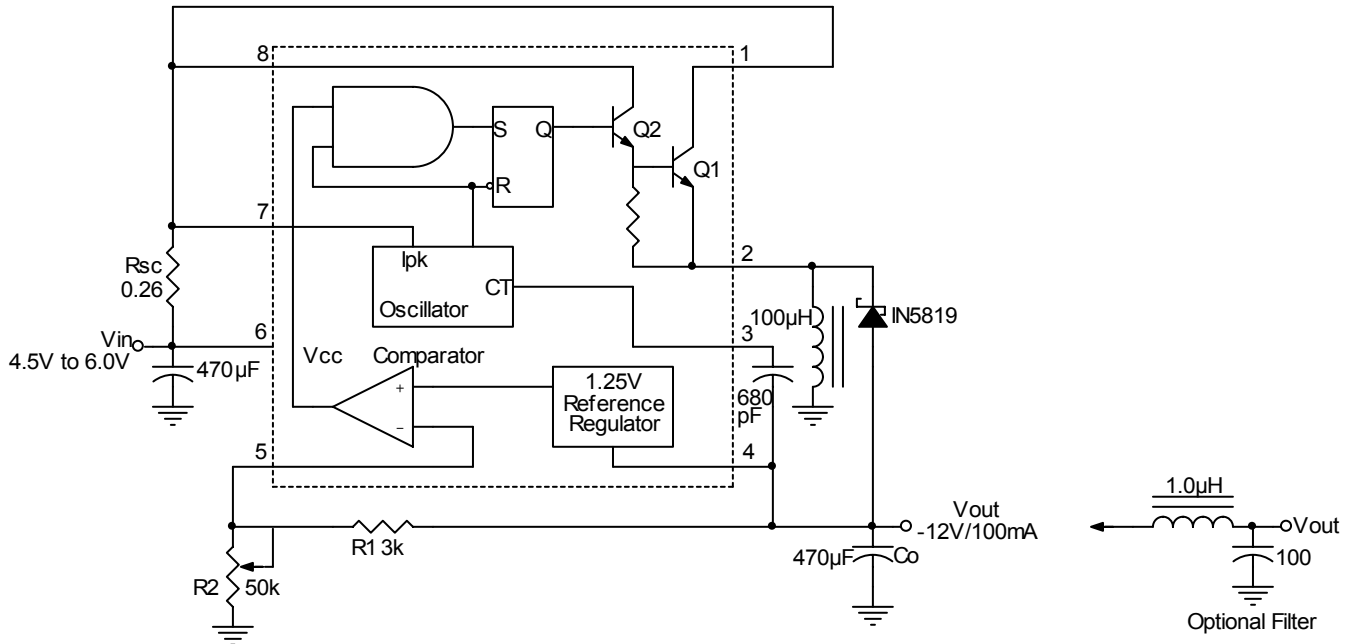 8
1
S
Q
Q2
Q1
R
7
2
Ipk
CT
Oscillator
Rsc
0.26
100µH
IN5819
Vin
4.5V to 6.0V
6
3
470µF
Vcc
Comparator
+
−
1.25V
Reference
Regulator
680
pF
5
4
1.0µH
Vout
-12V/100mA
Vout
R1 3k
470µF
Co
100
R2
50k
Optional Filter